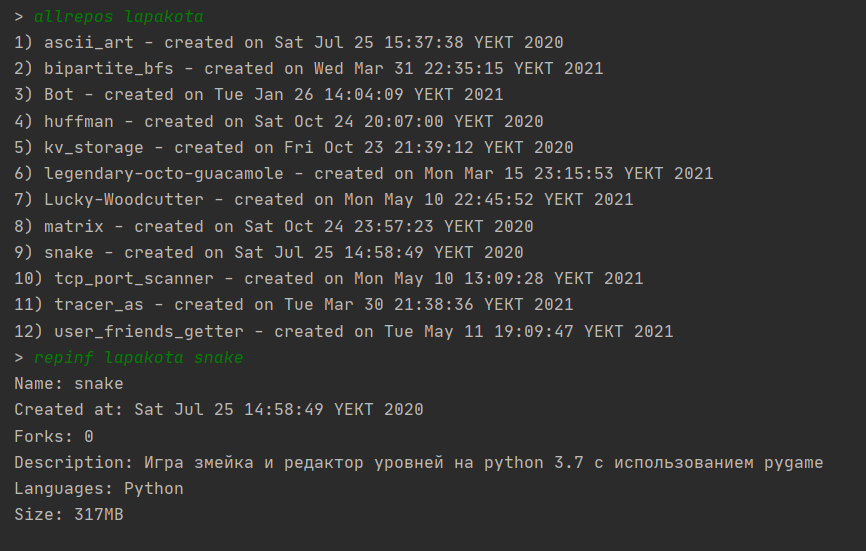 > allrepos lapakota
1) ascii_art - created on Sat Jul 25 15:37:38 YEKT 2020
2) bipartite_bfs - created on Wed Mar 31 22:35:15 YEKT 2021
3) Bot - created on Tue Jan 26 14:04:09 YEKT 2021
4) huffman - created on Sat Oct 24 20:07:00 YEKT 2020
5) kv_storage - created on Fri Oct 23 21:39:12 YEKT 2020
6) legendary-octo-guacamole - created on Mon Mar 15 23:15:53 YEKT 2021
7) Lucky-Woodcutter - created on Mon May 10 22:45:52 YEKT 2021
8) matrix - created on Sat Oct 24 23:57:23 YEKT 2020
9) snake - created on Sat Jul 25 14:58:49 YEKT 2020
10) tcp_port_scanner - created on Mon May 10 13:09:28 YEKT 2021
11) tracer_as - created on Tue Mar 30 21:38:36 YEKT 2021
12) user_friends_getter - created on Tue May 11 19:09:47 YEKT 2021
> repinf lapakota snake
Name: snake
Created at: Sat Jul 25 14:58:49 YEKT 2020
Forks: 0
Description: Игра змейка и редактор уровней на python 3.7 с использованием pygame
Languages: Python
Size: 317MB